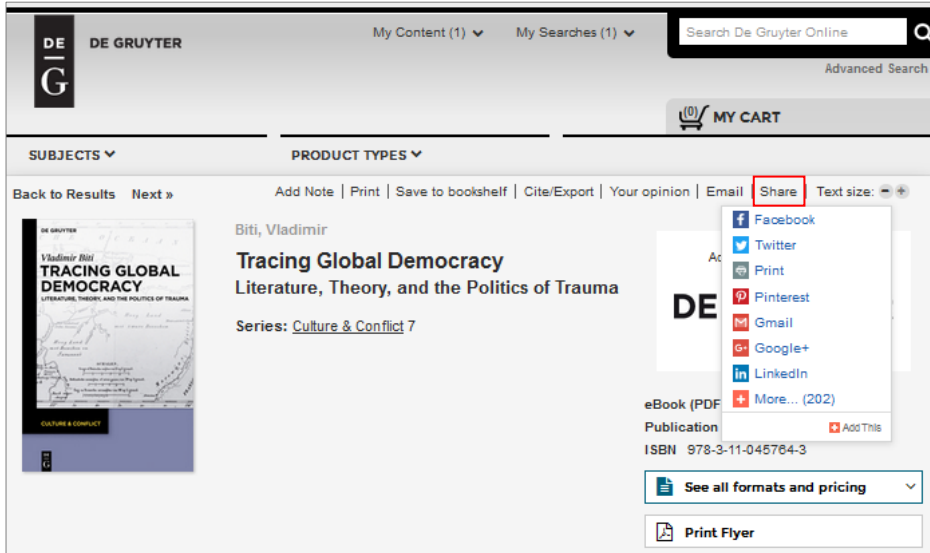 DE
G
DE GRUYTER
My Content (1)
My Searches (1)
Search De Gruyter Online
Advanced Search
(0) MY CART
SUBJECTS
PRODUCT TYPES
Back to Results Next »
Add Note | Print | Save to bookshelf | Cite/Export | Your opinion | Email | Share | Text size: - +
DE GRUYTER
Vladimir Biti
TRACING GLOBAL
DEMOCRACY
LITERATURE, THEORY, AND THE POLITICS OF TRAUMA
CULTURE & CONFLICT
DE
G
Biti, Vladimir
Tracing Global Democracy
Literature, Theory, and the Politics of Trauma
Series: Culture & Conflict 7
DE
Facebook
Twitter
Print
Pinterest
Gmail
Google+
LinkedIn
More... (202)
AddThis
eBook (PDF
Publication
ISBN 978-3-11-045764-3
See all formats and pricing
Print Flyer